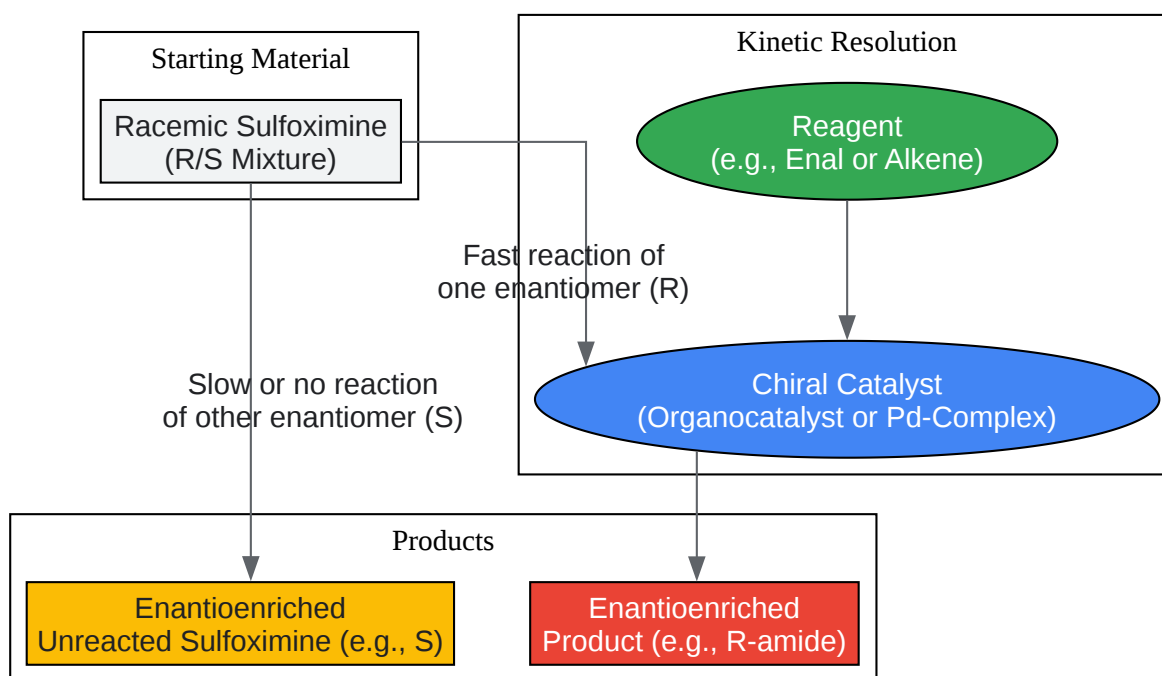 Starting Material
Racemic Sulfoximine
(R/S Mixture)
Kinetic Resolution
Reagent
(e.g., Enal or Alkene)
Fast reaction of
one enantiomer (R)
Slow or no reaction
of other enantiomer (S)
Chiral Catalyst
(Organocatalyst or Pd-Complex)
Products
Enantioenriched
Unreacted Sulfoximine (e.g., S)
Enantioenriched
Product (e.g., R-amide)